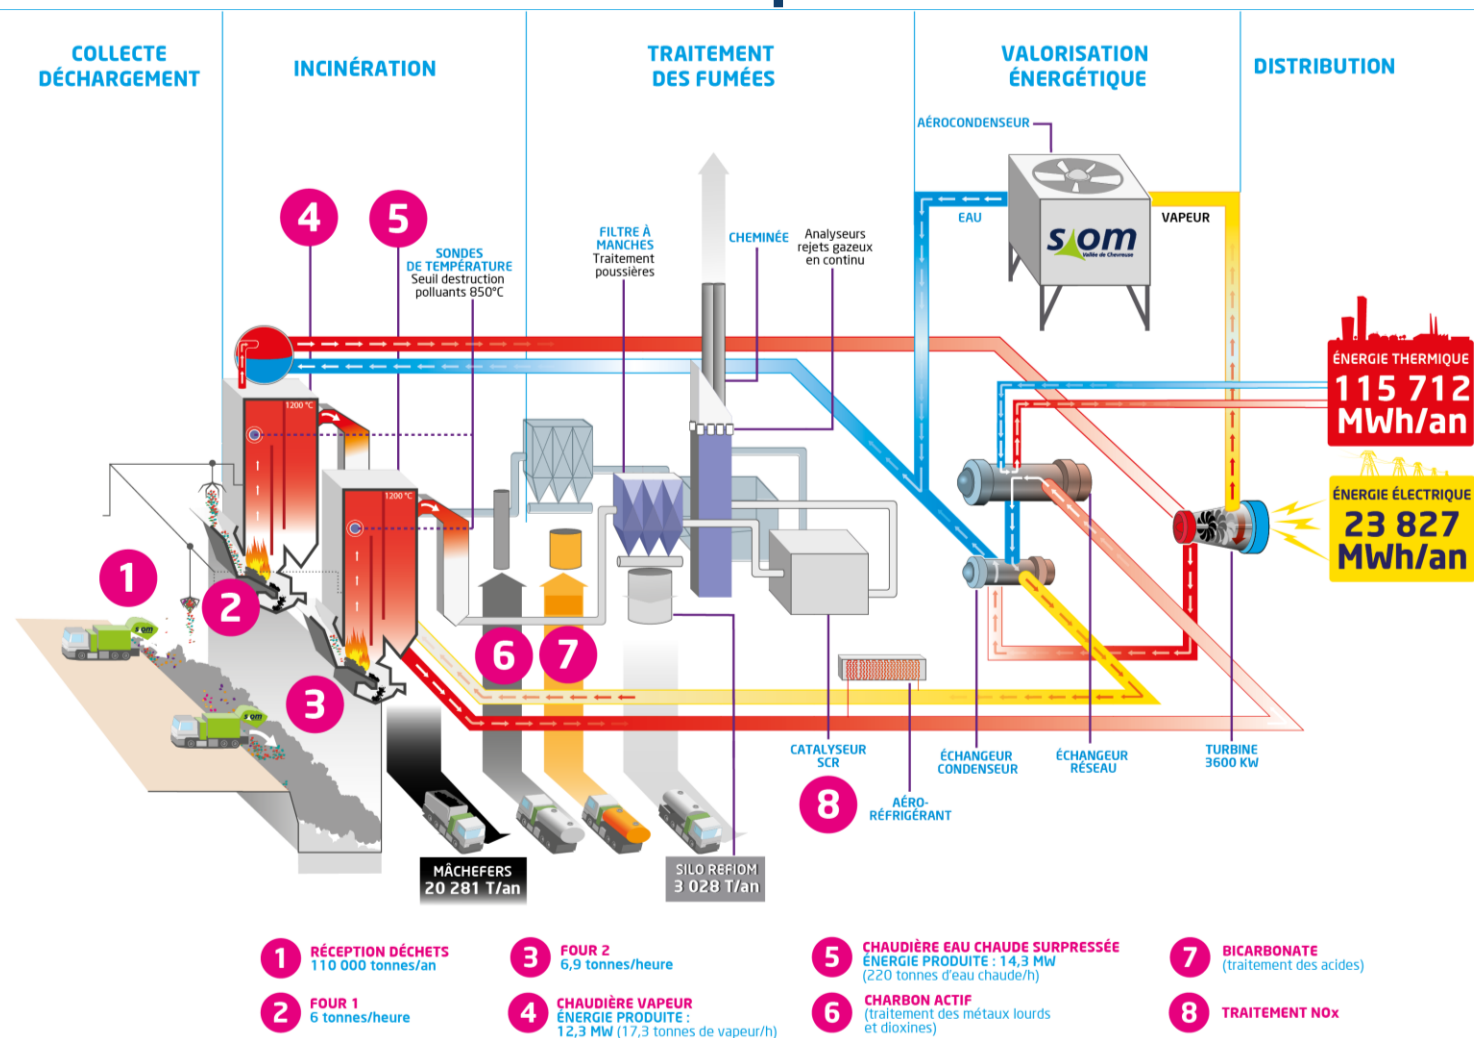 COLLECTE
DÉCHARGEMENT
INCINÉRATION
TRAITEMENT
DES FUMÉES
VALORISATION
ÉNERGÉTIQUE
DISTRIBUTION
AÉROCONDENSEUR
EAU
VAPEUR
siom
Vallée de Chevreuse
4
5
SONDES
DE TEMPÉRATURE
Seuil destruction
polluants 850°C
FILTRE À
MANCHES
Traitement
poussières
CHEMINÉE
Analyseurs
rejets gazeux
en continu
ÉNERGIE THERMIQUE
115 712
MWh/an
ÉNERGIE ÉLECTRIQUE
23 827
MWh/an
1200 °C
1200 °C
1
2
3
6
7
siom
siom
CATALYSEUR
SCR
8
AÉRO-
RÉFRIGÉRANT
ÉCHANGEUR
CONDENSEUR
ÉCHANGEUR
RÉSEAU
TURBINE
3600 KW
MÂCHEFERS
20 281 T/an
SILO REFIOM
3 028 T/an
1 RÉCEPTION DÉCHETS
110 000 tonnes/an
2 FOUR 1
6 tonnes/heure
3 FOUR 2
6,9 tonnes/heure
4 CHAUDIÈRE VAPEUR
ÉNERGIE PRODUITE :
12,3 MW (17,3 tonnes de vapeur/h)
5 CHAUDIÈRE EAU CHAUDE SURPRESSÉE
ÉNERGIE PRODUITE : 14,3 MW
(220 tonnes d'eau chaude/h)
6 CHARBON ACTIF
(traitement des métaux lourds
et dioxines)
7 BICARBONATE
(traitement des acides)
8 TRAITEMENT NOx